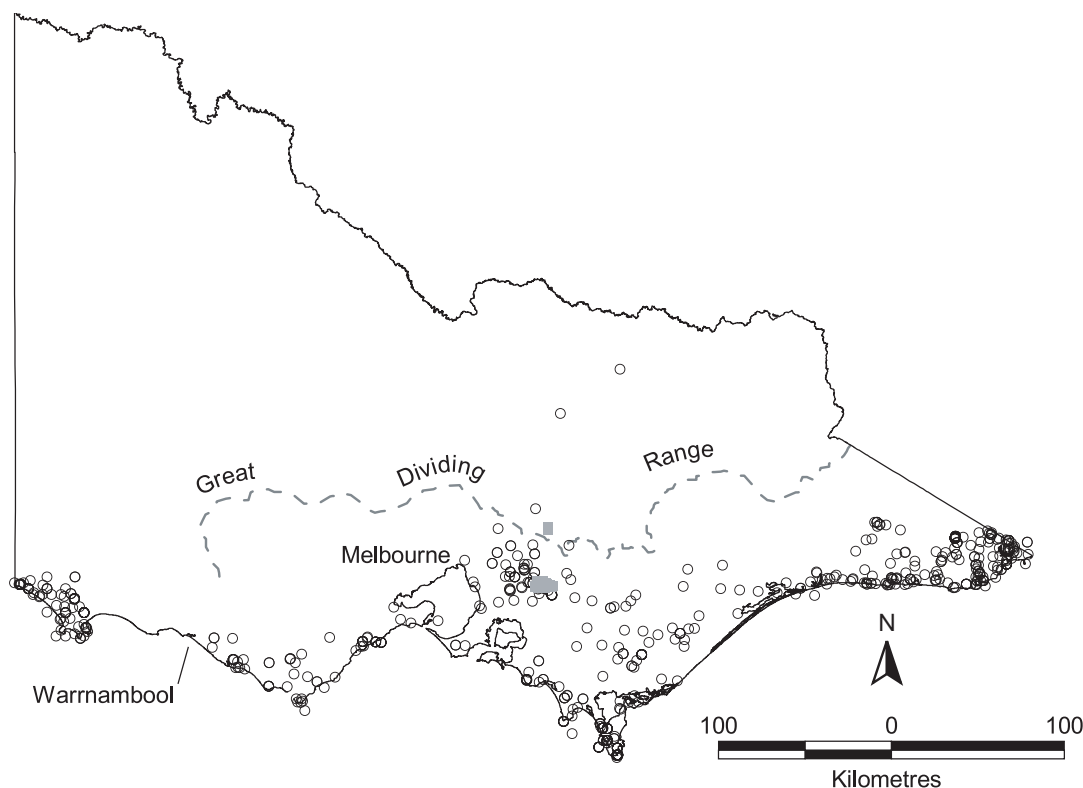 Great
Dividing
Range
Melbourne
Warrnambool
N
100 0 100
Kilometres